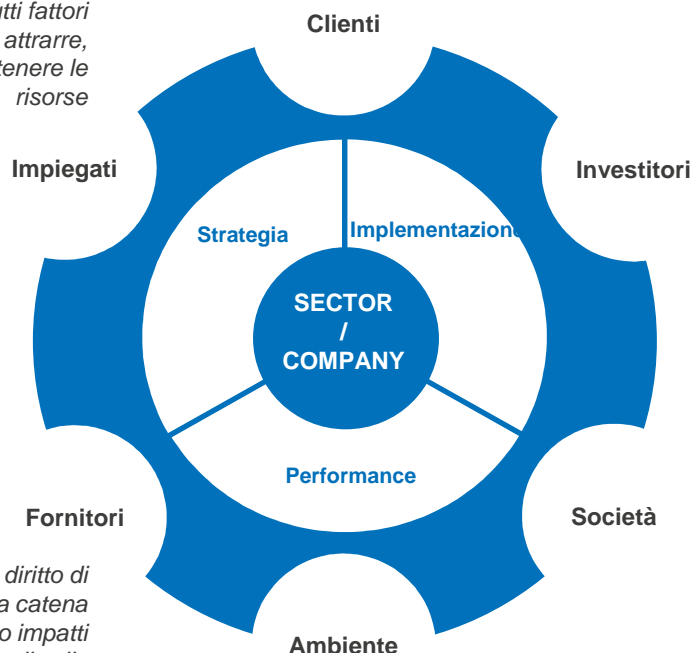 tti fattori
attrarre,
tenere le
risorse
Clienti
Impiegati
Investitori
Strategia
Implementazione
SECTOR
/
COMPANY
Performance
Fornitori
Società
diritto di
a catena
o impatti
Ambiente